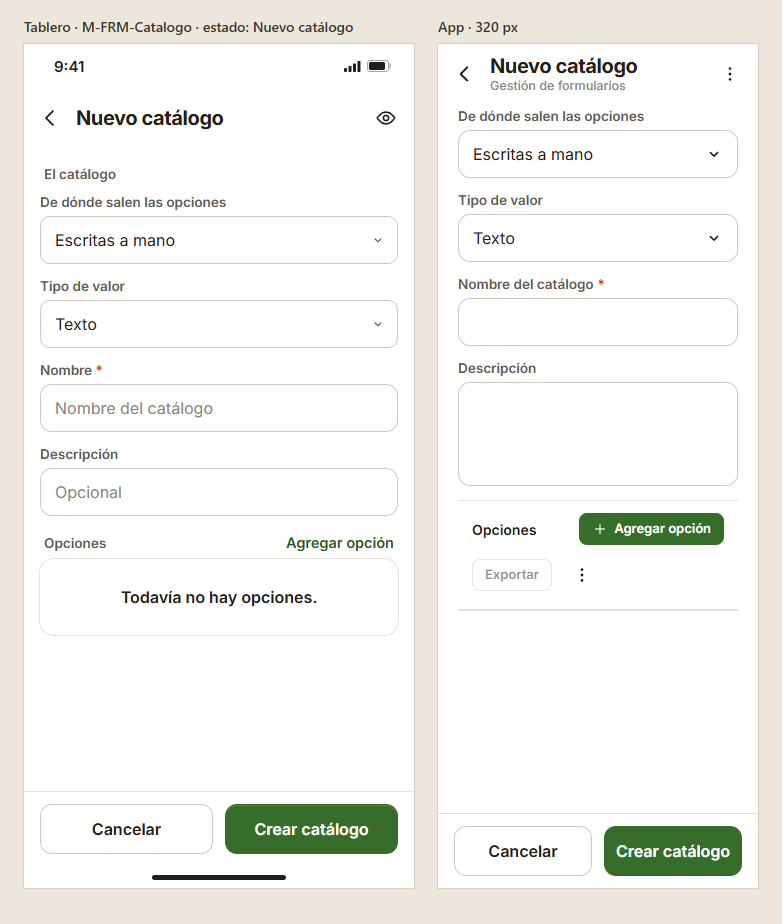 Tablero · M-FRM-Catalogo · estado: Nuevo catálogo
9:41
Nuevo catálogo
El catálogo
De dónde salen las opciones
Escritas a mano
Tipo de valor
Texto
Nombre *
Nombre del catálogo
Descripción
Opcional
Opciones
Agregar opción
Todavía no hay opciones.
Cancelar
Crear catálogo
App · 320 px
Nuevo catálogo
Gestión de formularios
De dónde salen las opciones
Escritas a mano
Tipo de valor
Texto
Nombre del catálogo *
Descripción
Opciones
+ Agregar opción
Exportar
Cancelar
Crear catálogo